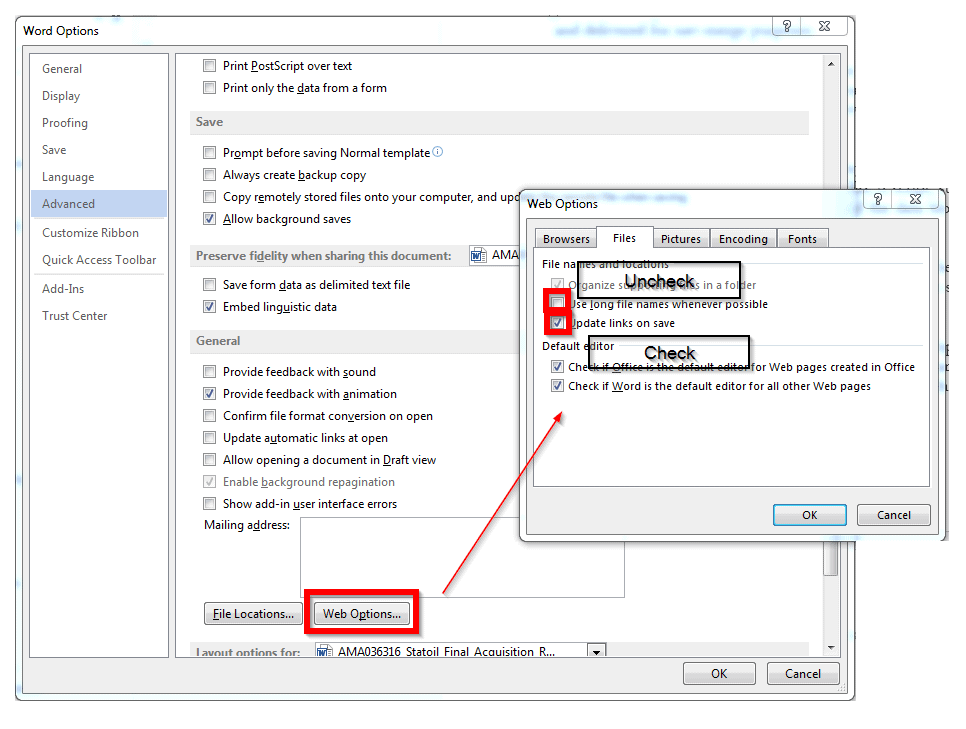 Word Options
General
Display
Proofing
Save
Language
Advanced
Customize Ribbon
Quick Access Toolbar
Add-Ins
Trust Center
Print PostScript over text
Print only the data from a form
Save
Prompt before saving Normal template
Always create backup copy
Copy remotely stored files onto your computer, and
Allow background saves
Preserve fidelity when sharing this document:
Save form data as delimited text file
Embed linguistic data
General
Provide feedback with sound
Provide feedback with animation
Confirm file format conversion on open
Update automatic links at open
Allow opening a document in Draft view
Enable background repagination
Show add-in user interface errors
Mailing address:
File Locations...
Web Options...
Layout options for:
AMA036316_Statoil_Final_Acquisition_R...
OK
Cancel
Web Options
Browsers
Files
Pictures
Encoding
Fonts
File names and locations
Uncheck
Organize supporting files in a folder
Use long file names whenever possible
Update links on save
Default editor
Check
Check if Office is the default editor for Web pages created in Office
Check if Word is the default editor for all other Web pages
OK
Cancel